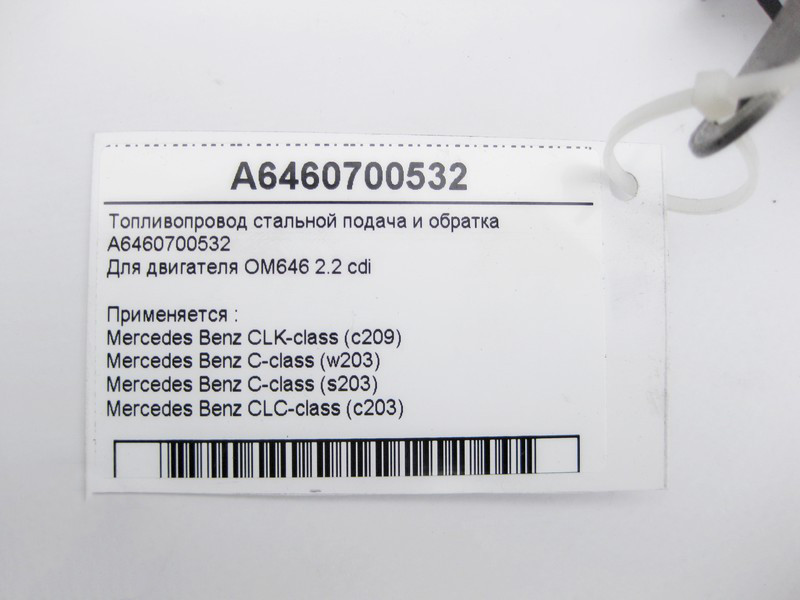 A6460700532
Топливопровод стальной подача и обратка
A6460700532
Для двигателя OM646 2.2 cdi
Применяется :
Mercedes Benz CLK-class (c209)
Mercedes Benz C-class (w203)
Mercedes Benz C-class (s203)
Mercedes Benz CLC-class (c203)